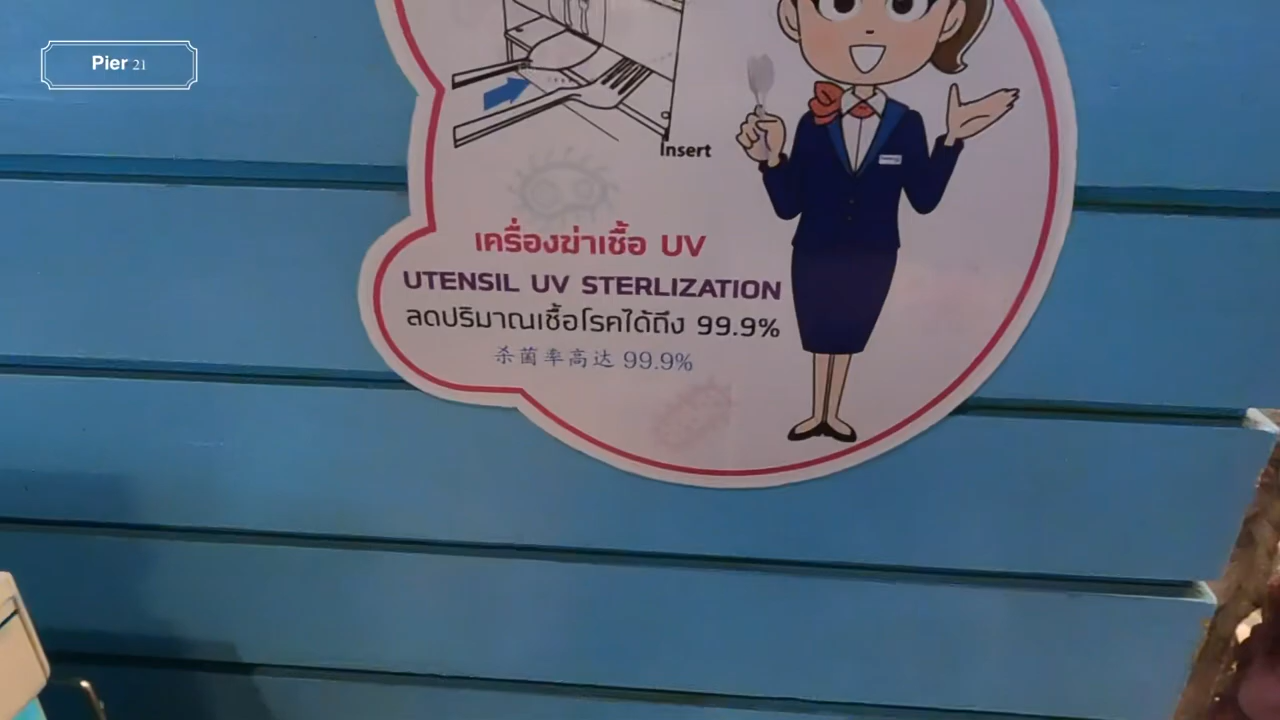 Pier 21
Insert
เครื่องฆ่าเชื้อ UV
UTENSIL UV STERLIZATION
ลดปริมาณเชื้อโรคได้ถึง 99.9%
杀菌率高达 99.9%